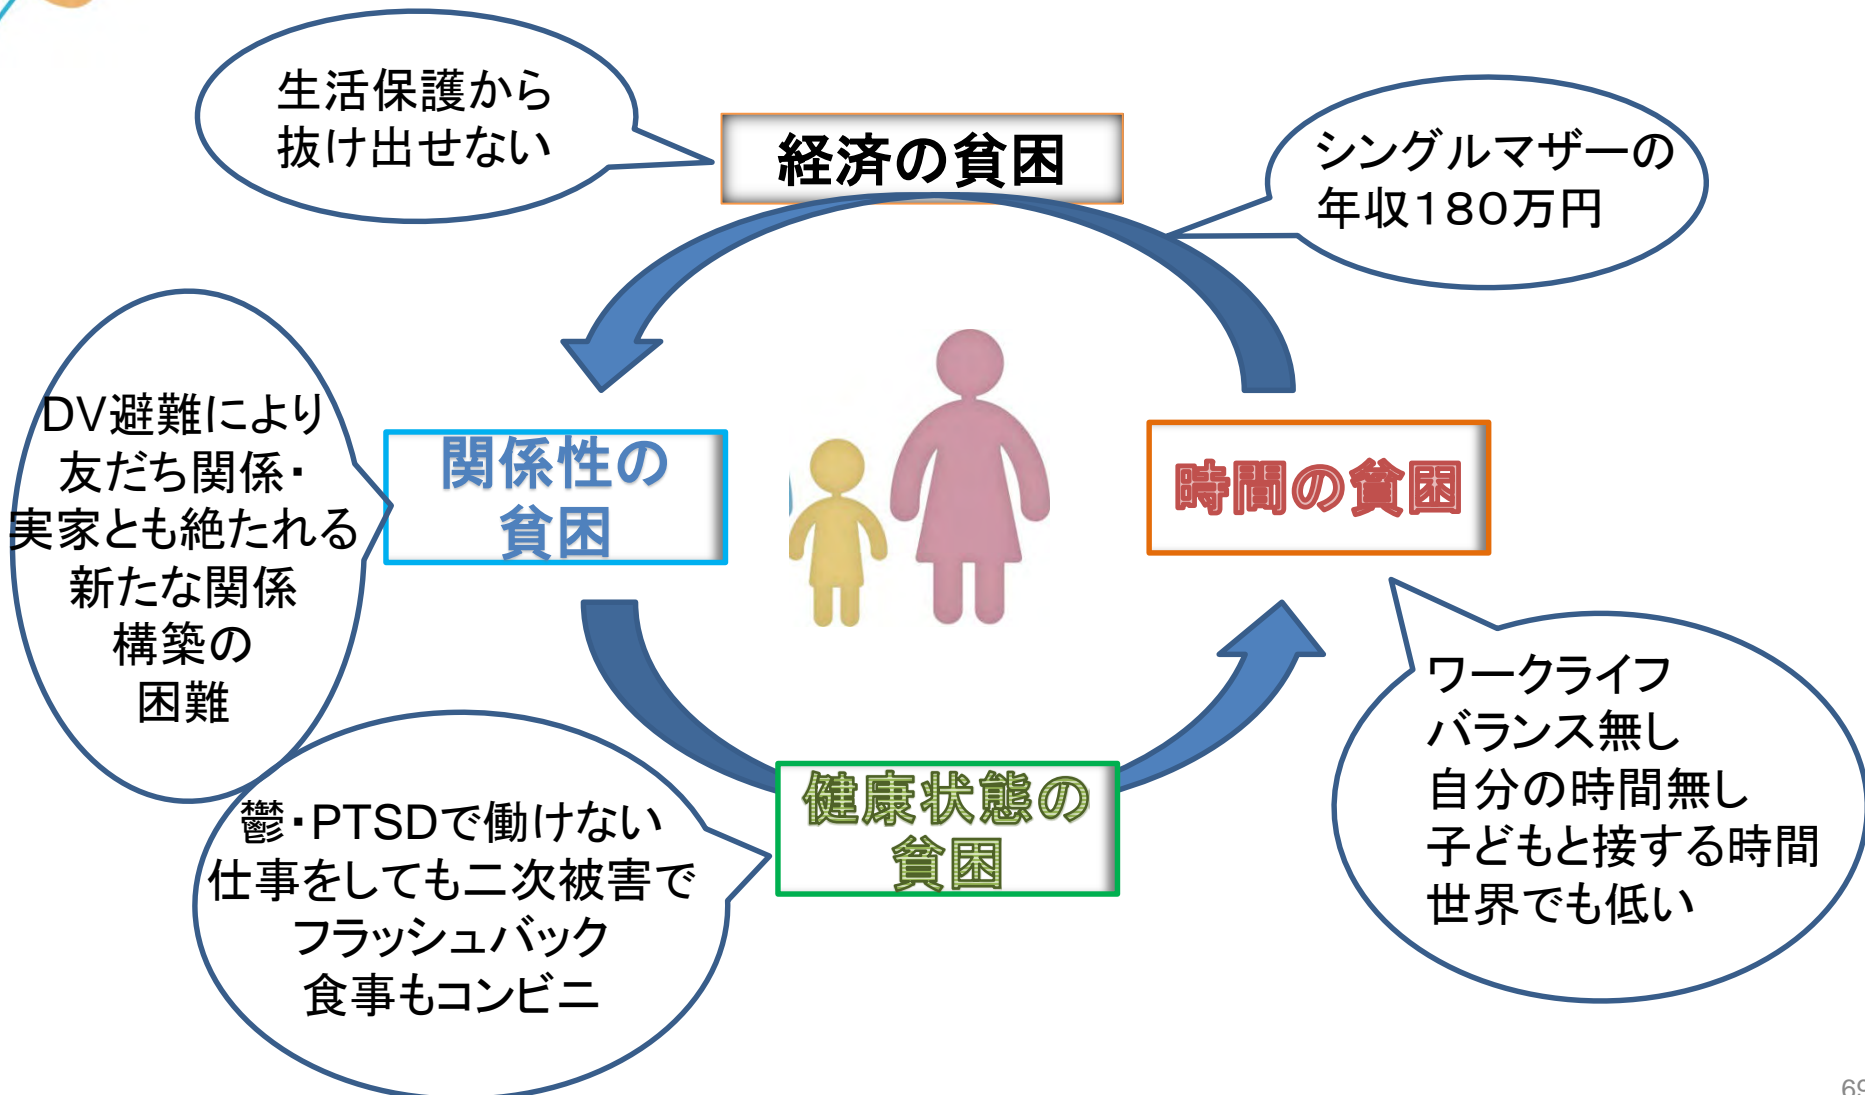 生活保護から
抜け出せない
経済の貧困
シングルマザーの
年収180万円
DV避難により
友だち関係・
実家とも絶たれる
新たな関係
構築の
困難
関係性の
貧困
時間の貧困
ワークライフ
バランス無し
自分の時間無し
子どもと接する時間
世界でも低い
健康状態の
貧困
鬱・PTSDで働けない
仕事をしても二次被害で
フラッシュバック
食事もコンビニ
69